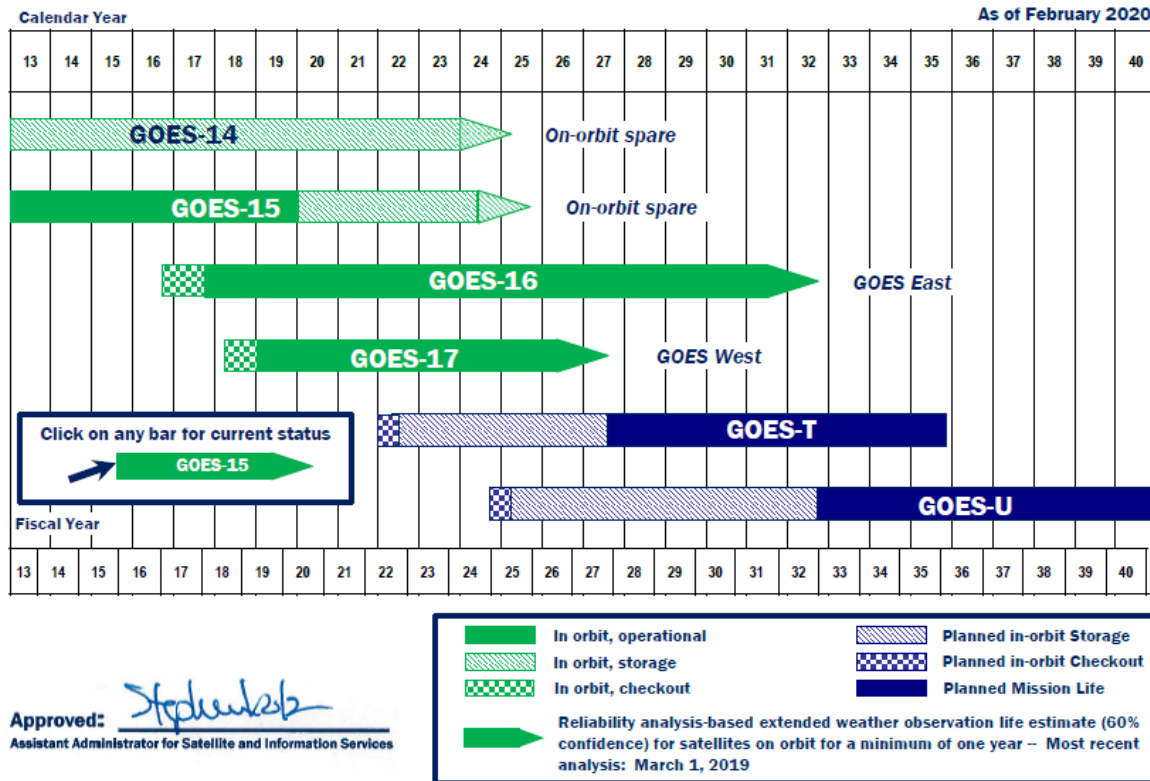 Calendar Year
As of February 2020
13 14 15 16 17 18 19 20 21 22 23 24 25 26 27 28 29 30 31 32 33 34 35 36 37 38 39 40
GOES-14
On-orbit spare
GOES-15
On-orbit spare
GOES-16
GOES East
GOES-17
GOES West
GOES-T
Click on any bar for current status
GOES-15
GOES-U
Fiscal Year
13 14 15 16 17 18 19 20 21 22 23 24 25 26 27 28 29 30 31 32 33 34 35 36 37 38 39 40
In orbit, operational
In orbit, storage
In orbit, checkout
Planned in-orbit Storage
Planned in-orbit Checkout
Planned Mission Life
Reliability analysis-based extended weather observation life estimate (60%
confidence) for satellites on orbit for a minimum of one year -- Most recent
analysis: March 1, 2019
Approved:
Assistant Administrator for Satellite and Information Services